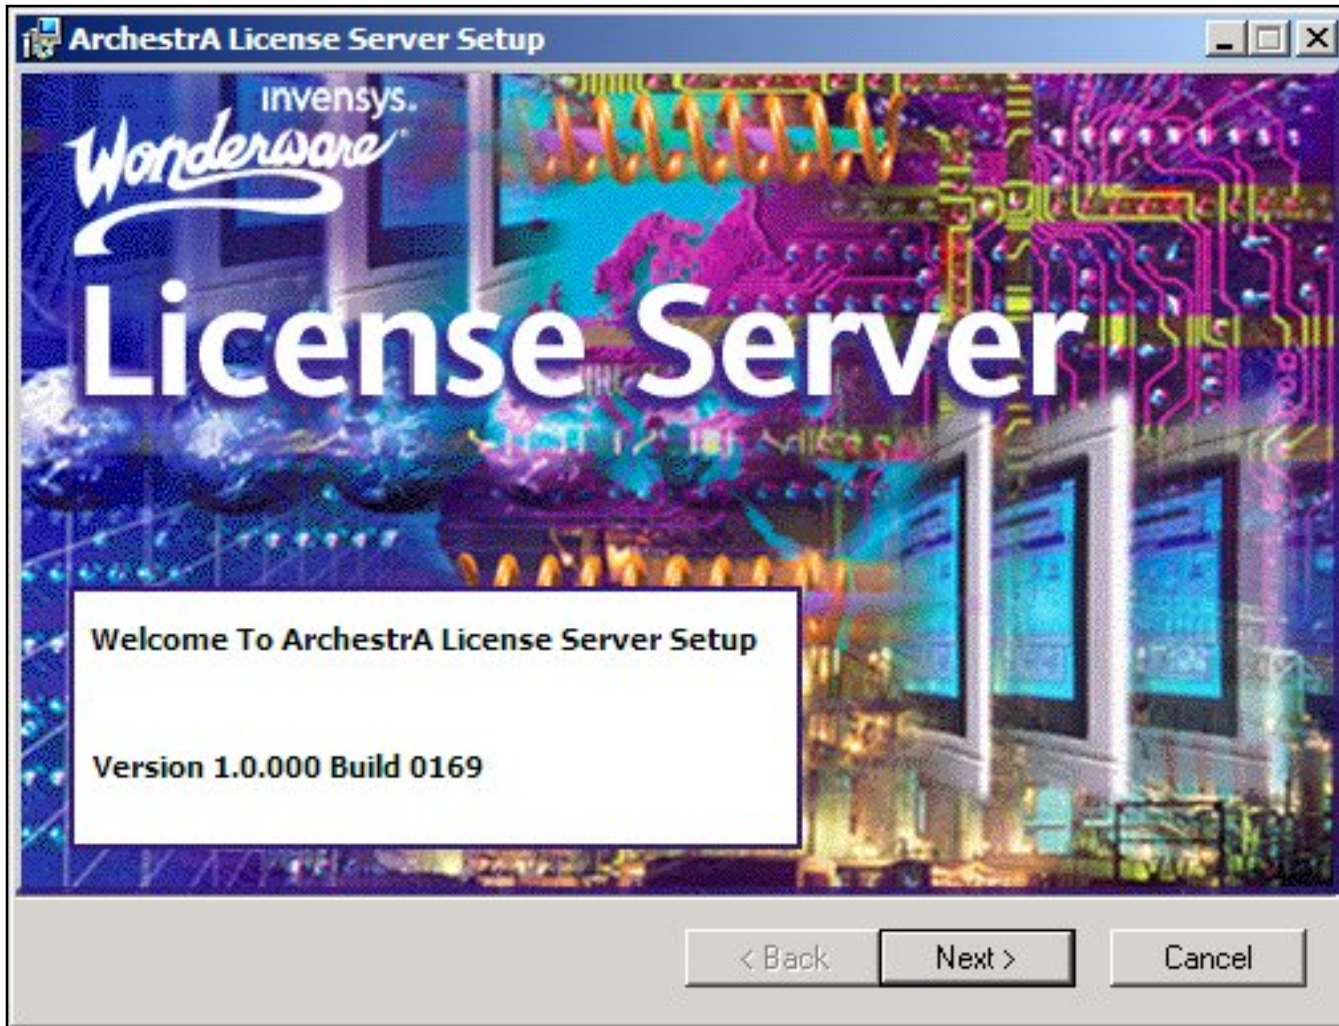 ArchestrA License Server Setup
invensys.
Wonderware
License Server
Welcome To ArchestrA License Server Setup
Version 1.0.000 Build 0169
< Back
Next >
Cancel